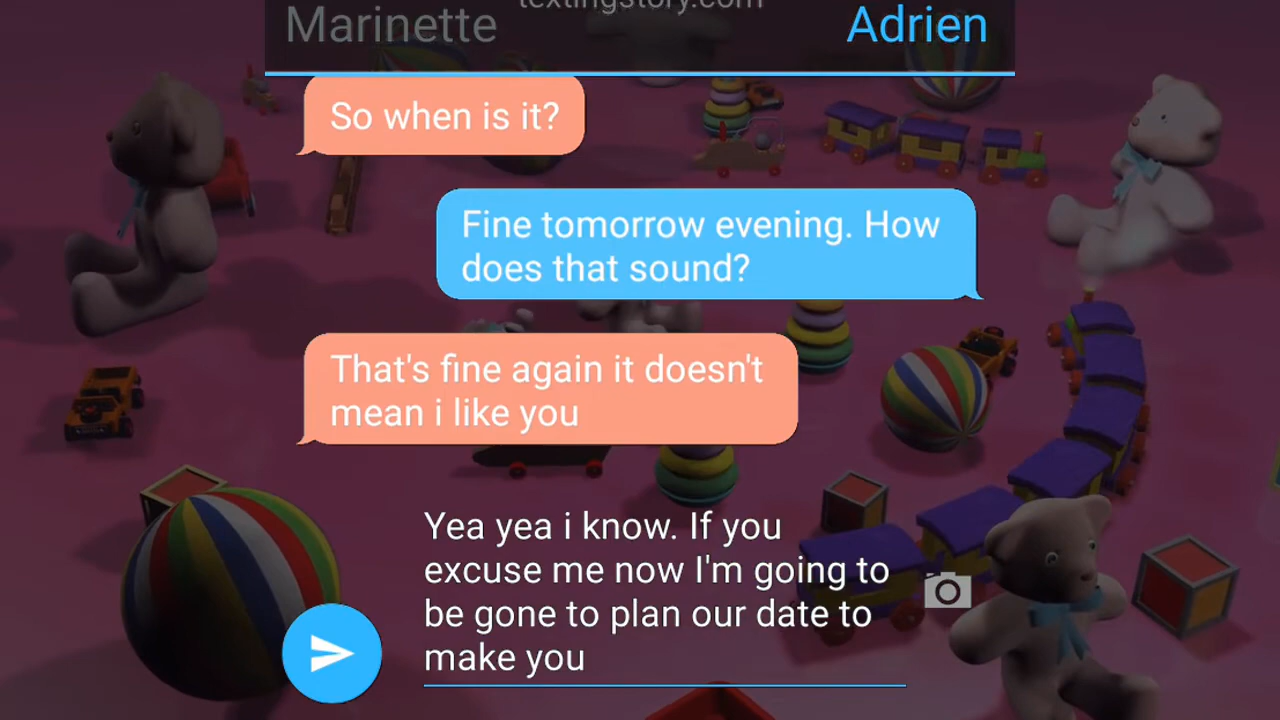 textingstory.com
Marinette
Adrien
So when is it?
Fine tomorrow evening. How
does that sound?
That's fine again it doesn't
mean i like you
Yea yea i know. If you
excuse me now I'm going to
be gone to plan our date to
make you